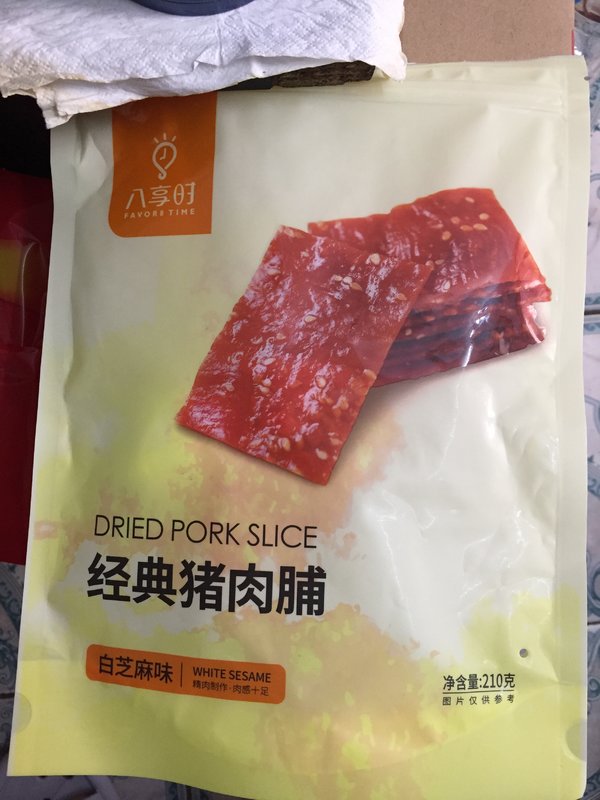 八享时
FAVOR8 TIME
DRIED PORK SLICE
经典猪肉脯
白芝麻味
WHITE SESAME
精肉制作·肉感十足
净含量:210克
图片仅供参考